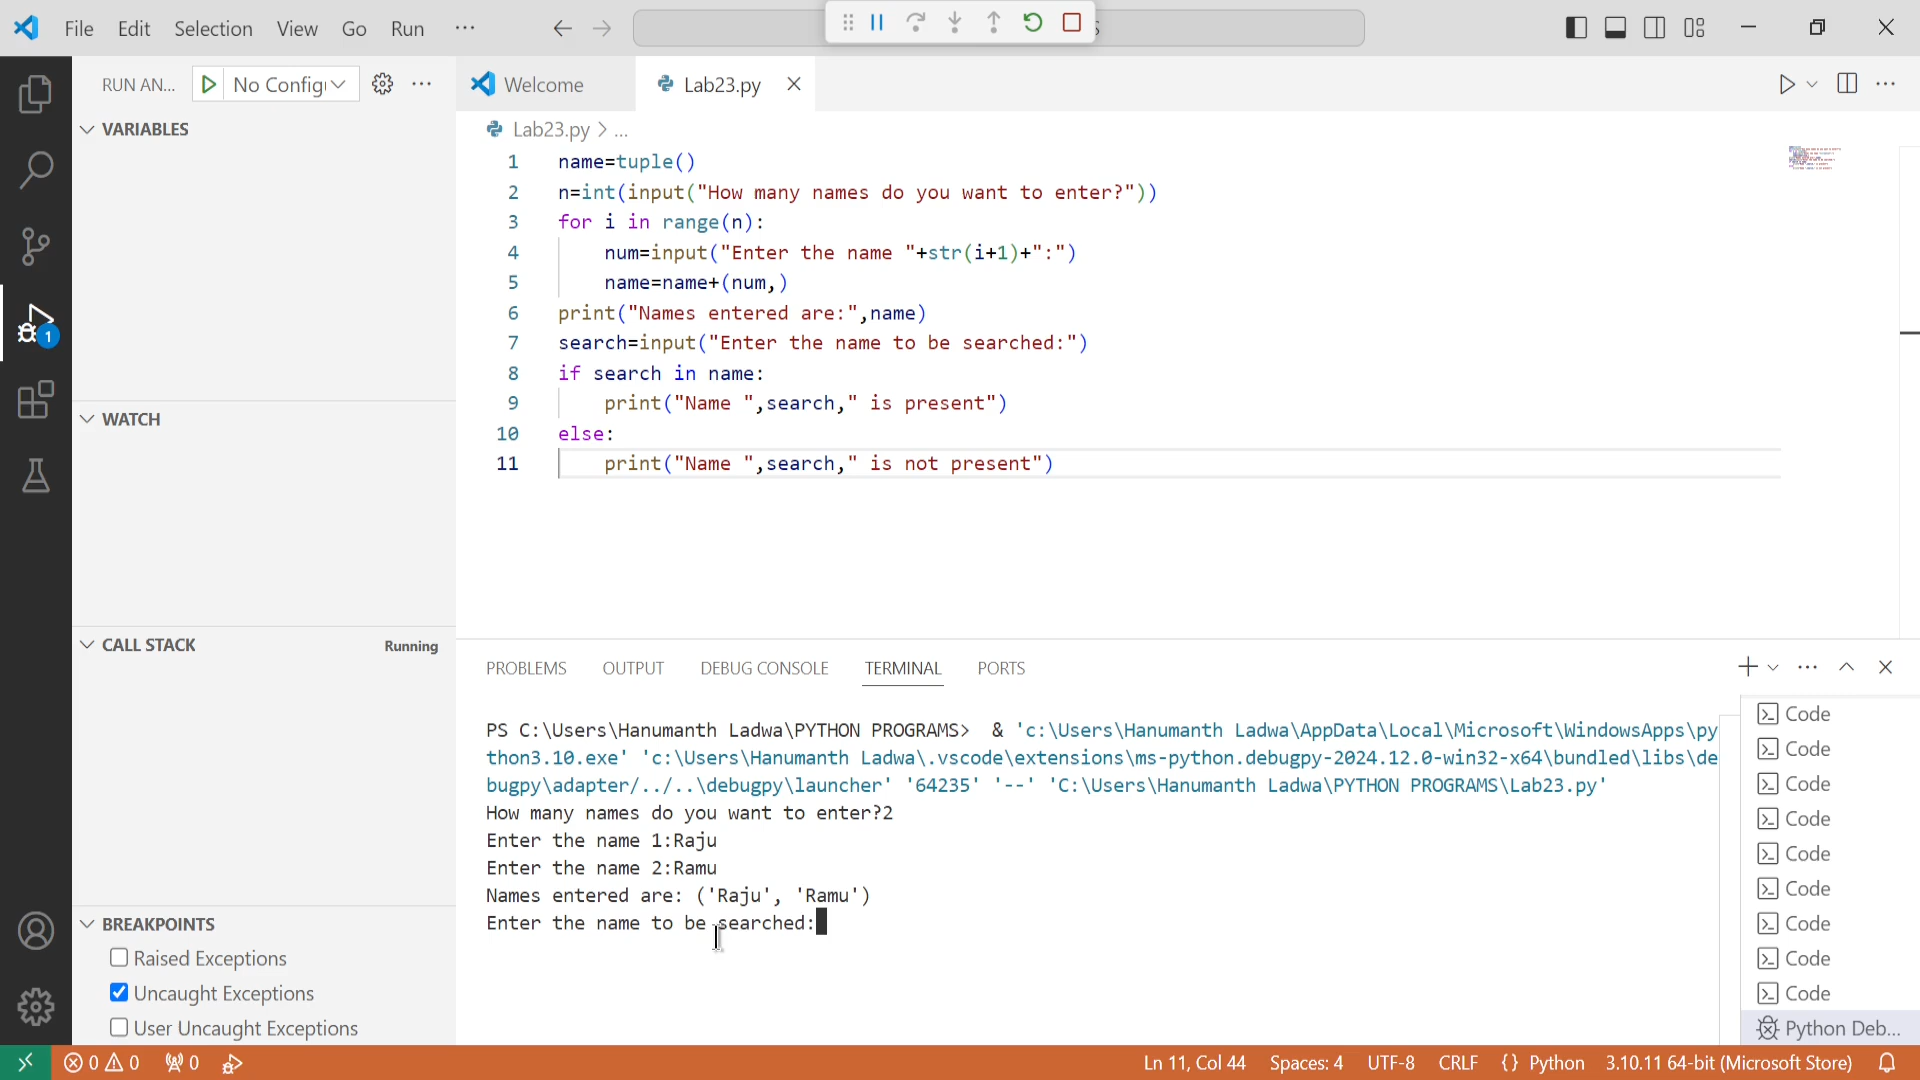 File Edit Selection View Go Run ···
RUN AN... No Config
VARIABLES
WATCH
CALL STACK Running
BREAKPOINTS
Raised Exceptions
Uncaught Exceptions
User Uncaught Exceptions
1
Welcome Lab23.py
Lab23.py > ...
1 name=tuple()
2 n=int(input("How many names do you want to enter?"))
3 for i in range(n):
4 num=input("Enter the name "+str(i+1)+":")
5 name=name+(num,)
6 print("Names entered are:",name)
7 search=input("Enter the name to be searched:")
8 if search in name:
9 print("Name ",search," is present")
10 else:
11 print("Name ",search," is not present")
PROBLEMS OUTPUT DEBUG CONSOLE TERMINAL PORTS
PS C:\Users\Hanumanth Ladwa\PYTHON PROGRAMS> & 'c:\Users\Hanumanth Ladwa\AppData\Local\Microsoft\WindowsApps\py
thon3.10.exe' 'c:\Users\Hanumanth Ladwa\.vscode\extensions\ms-python.debugpy-2024.12.0-win32-x64\bundled\libs\de
bugpy\adapter/../..\debugpy\launcher' '64235' '--' 'C:\Users\Hanumanth Ladwa\PYTHON PROGRAMS\Lab23.py'
How many names do you want to enter?2
Enter the name 1:Raju
Enter the name 2:Ramu
Names entered are: ('Raju', 'Ramu')
Enter the name to be searched:
Code
Code
Code
Code
Code
Code
Code
Code
Code
Python Deb...
0 0 0 Ln 11, Col 44 Spaces: 4 UTF-8 CRLF {} Python 3.10.11 64-bit (Microsoft Store)